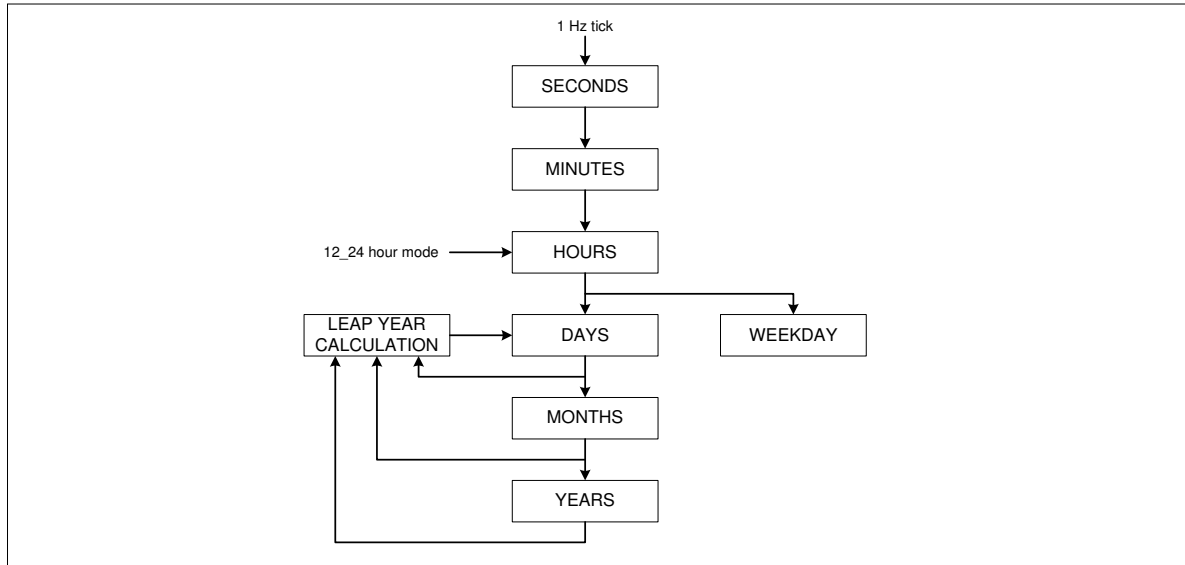 1 Hz tick
SECONDS
MINUTES
12_24 hour mode
HOURS
LEAP YEAR
CALCULATION
DAYS
WEEKDAY
MONTHS
YEARS